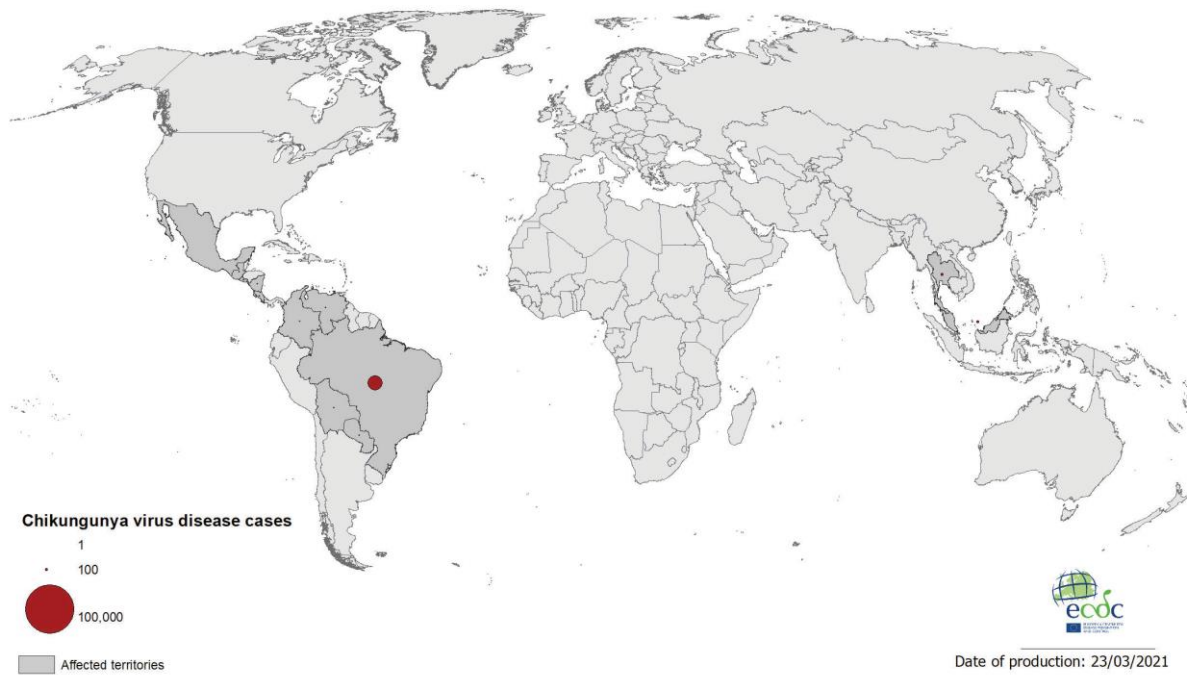 Chikungunya virus disease cases
1
100
100,000
Affected territories
ecdc
Date of production: 23/03/2021